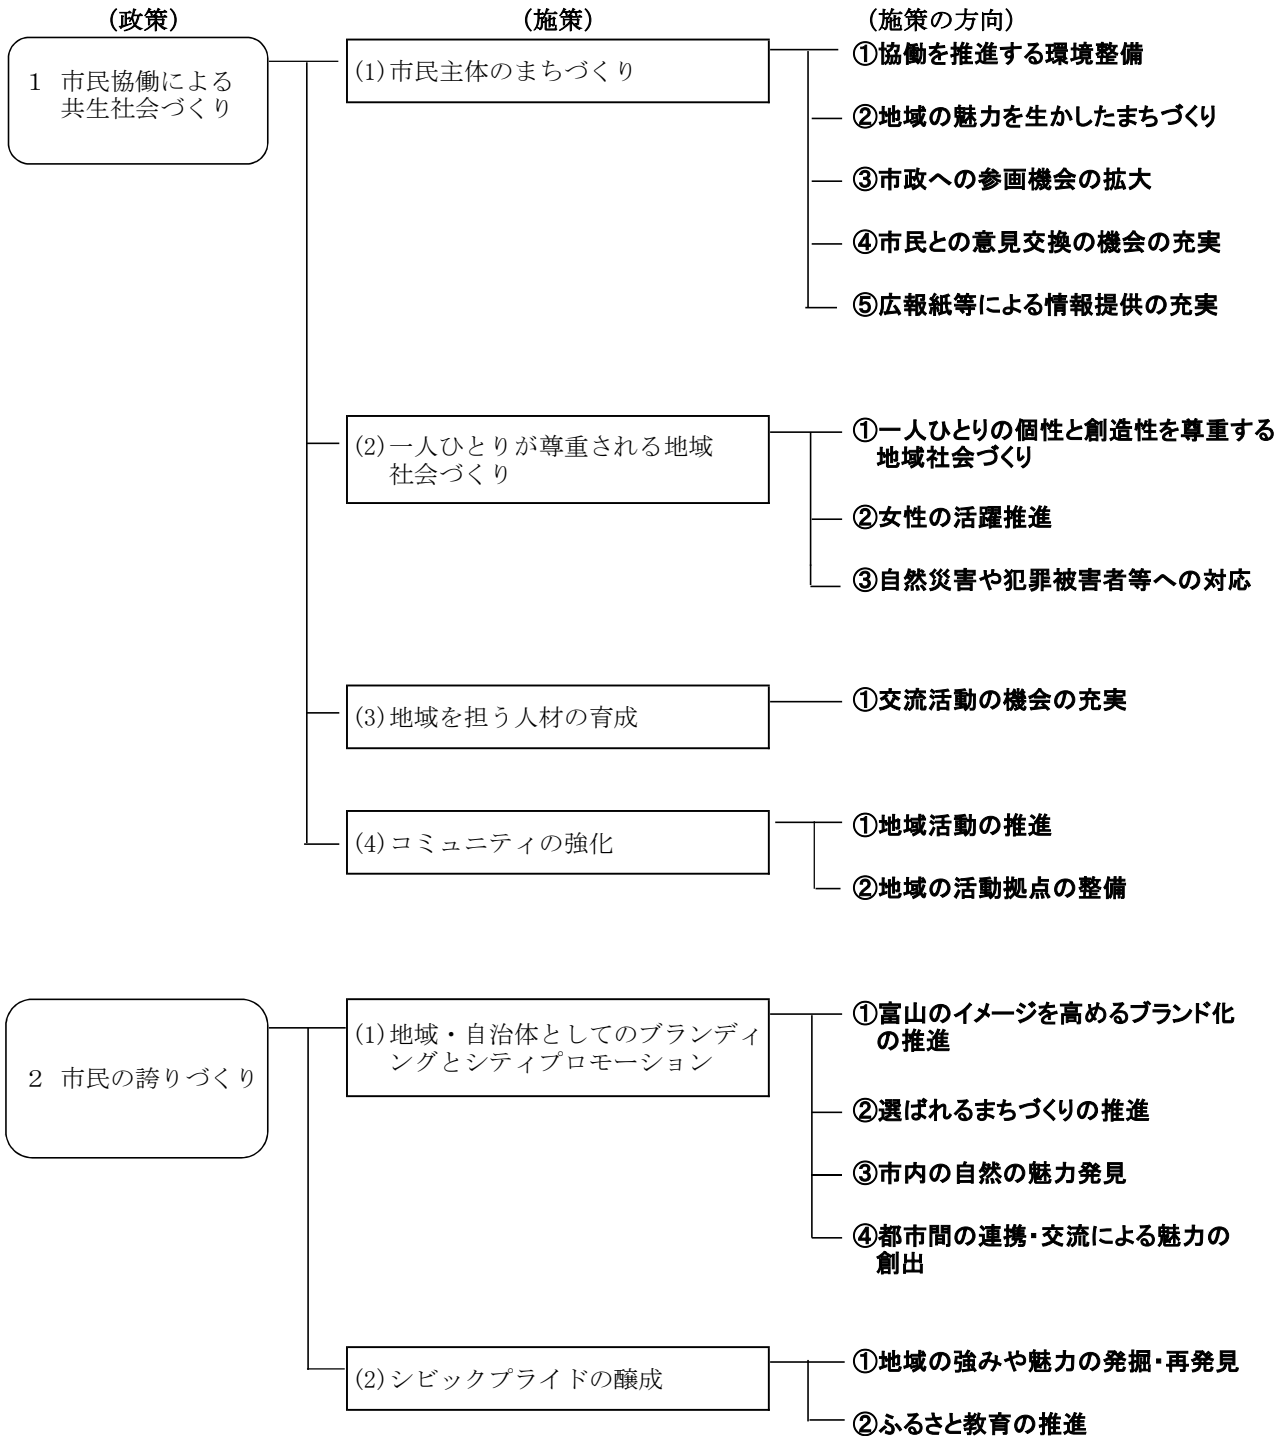 （政策）
（施策）
（施策の方向）
１ 市民協働による
共生社会づくり
(1)市民主体のまちづくり
①協働を推進する環境整備
②地域の魅力を生かしたまちづくり
③市政への参画機会の拡大
④市民との意見交換の機会の充実
⑤広報紙等による情報提供の充実
(2)一人ひとりが尊重される地域
社会づくり
①一人ひとりの個性と創造性を尊重する
地域社会づくり
②女性の活躍推進
③自然災害や犯罪被害者等への対応
(3)地域を担う人材の育成
①交流活動の機会の充実
(4)コミュニティの強化
①地域活動の推進
②地域の活動拠点の整備
２ 市民の誇りづくり
(1)地域・自治体としてのブランディ
ングとシティプロモーション
①富山のイメージを高めるブランド化
の推進
②選ばれるまちづくりの推進
③市内の自然の魅力発見
④都市間の連携・交流による魅力の
創出
(2)シビックプライドの醸成
①地域の強みや魅力の発掘・再発見
②ふるさと教育の推進